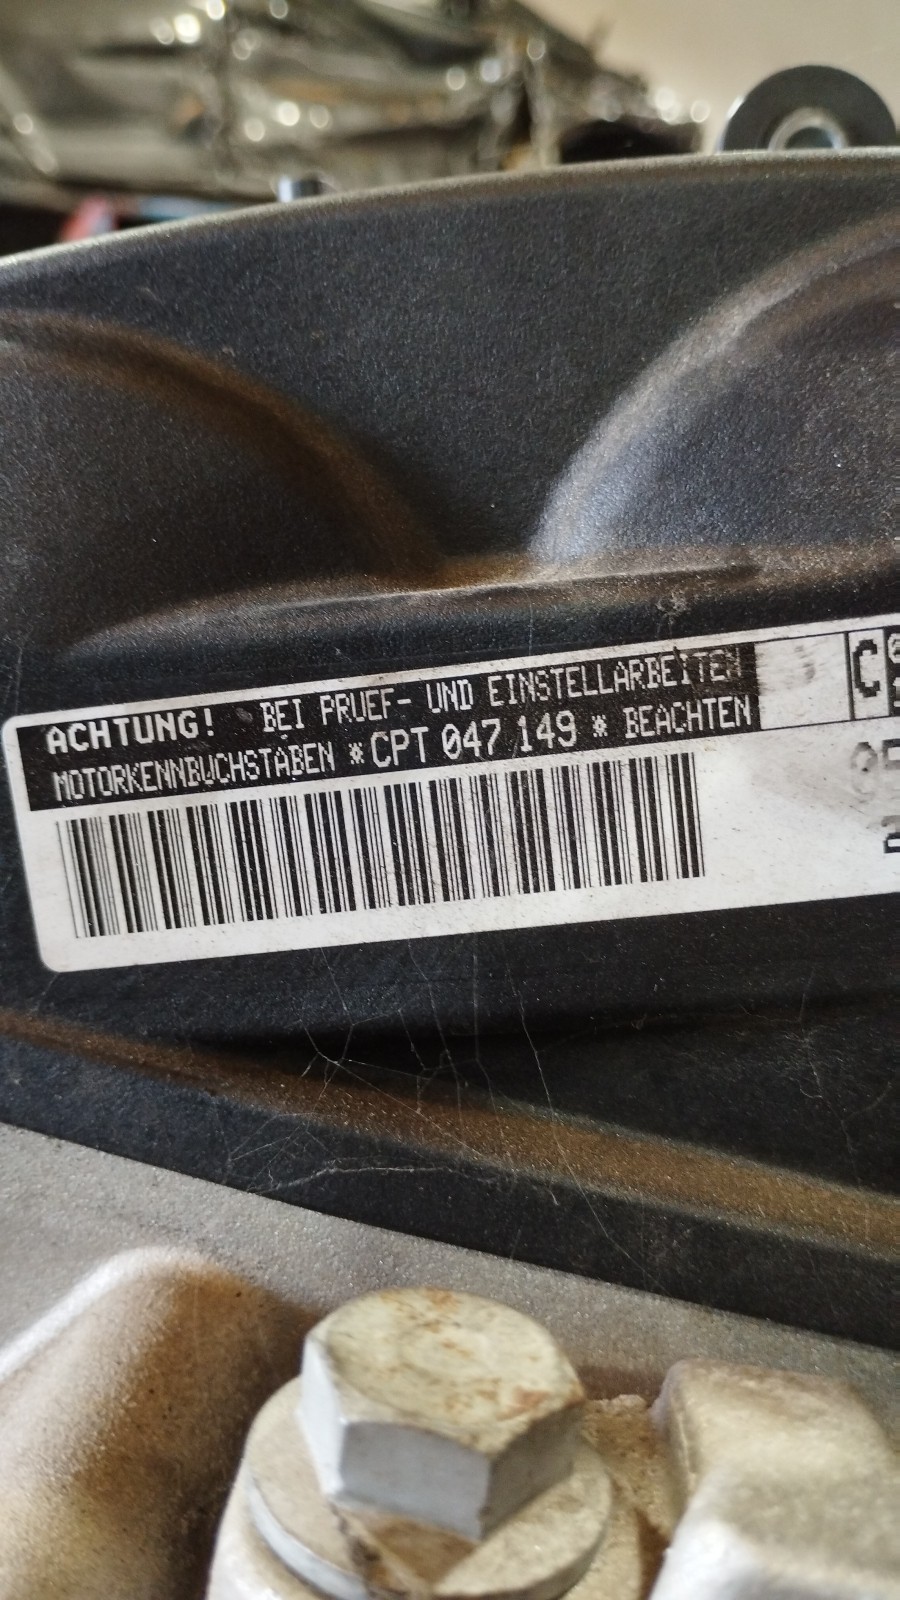 ACHTUNG! BEI PRUEF- UND EINSTELLARBEITEN
MOTORKENNBUCHSTABEN *CPT 047 149 * BEACHTEN
C